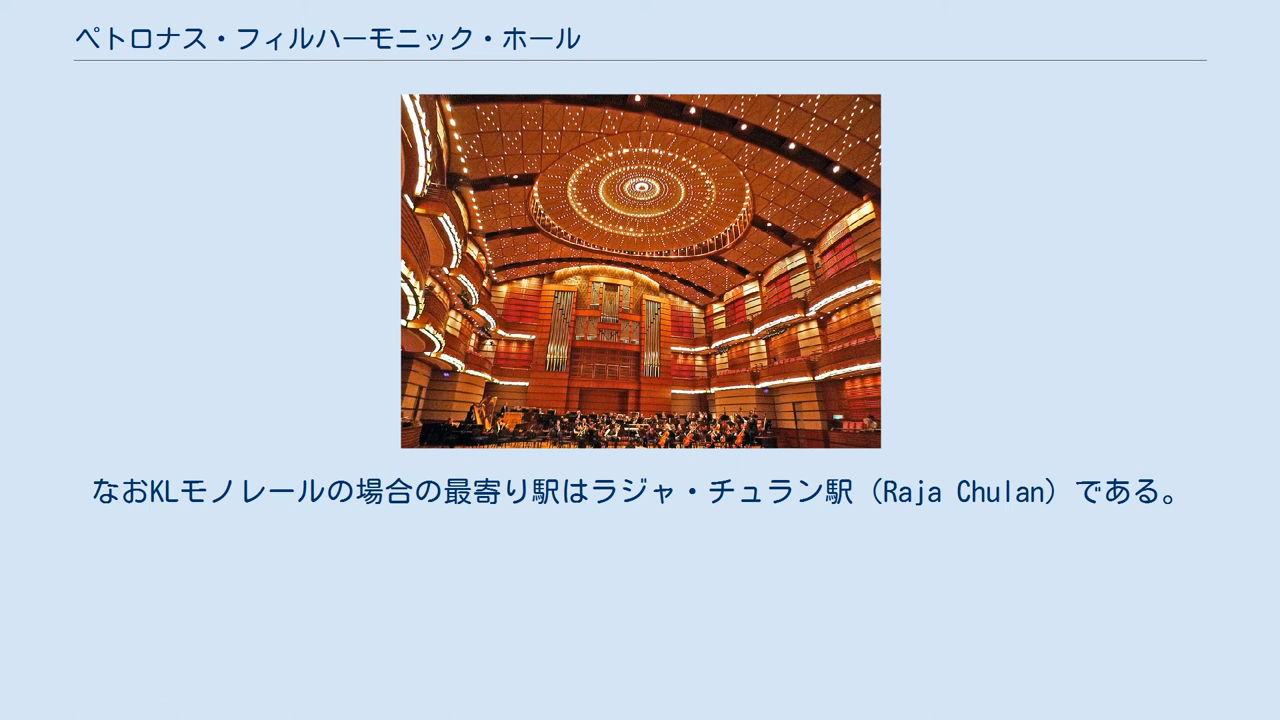 ペトロナス・フィルハーモニック・ホール
なおKLモノレールの場合の最寄り駅はラジャ・チュラン駅（Raja Chulan）である。